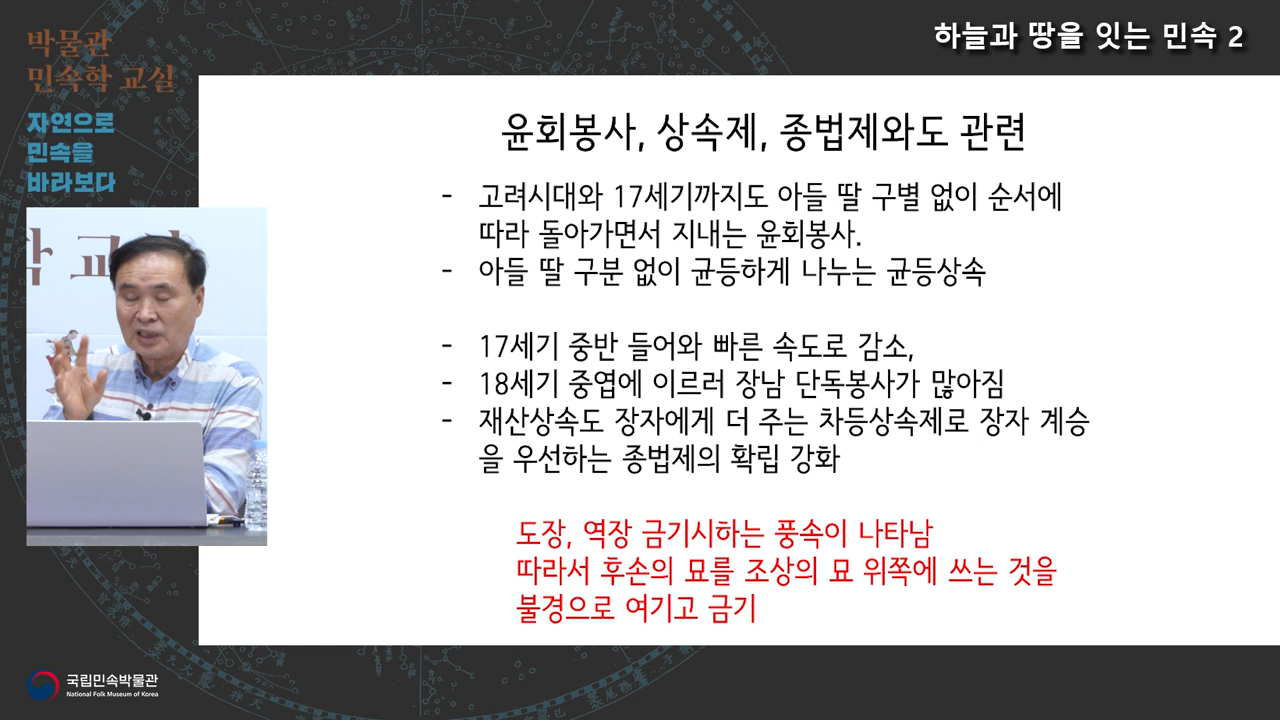 하늘과 땅을 잇는 민속 2
박물관
민속학 교실
자연으로
민속을
바라보다
학 교
윤회봉사, 상속제, 종법제와도 관련
- 고려시대와 17세기까지도 아들 딸 구별 없이 순서에
따라 돌아가면서 지내는 윤회봉사.
- 아들 딸 구분 없이 균등하게 나누는 균등상속
- 17세기 중반 들어와 빠른 속도로 감소,
- 18세기 중엽에 이르러 장남 단독봉사가 많아짐
- 재산상속도 장자에게 더 주는 차등상속제로 장자 계승
을 우선하는 종법제의 확립 강화
도장, 역장 금기시하는 풍속이 나타남
따라서 후손의 묘를 조상의 묘 위쪽에 쓰는 것을
불경으로 여기고 금기
국립민속박물관
National Folk Museum of Korea